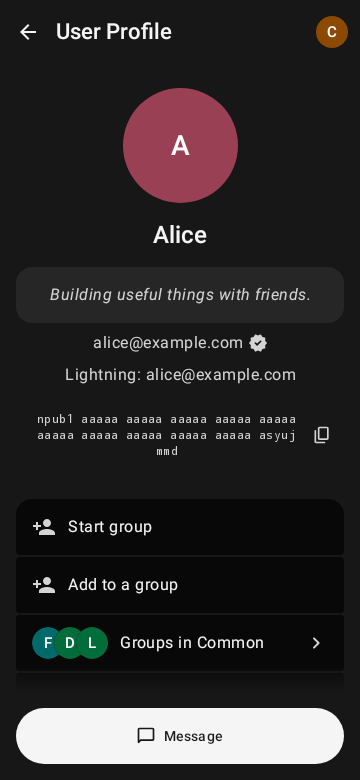 User Profile
C
A
Alice
Building useful things with friends.
alice@example.com
Lightning: alice@example.com
npub1 aaaaa aaaaa aaaaa aaaaa aaaaa
aaaaa aaaaa aaaaa aaaaa aaaaa asyuj
mmd
Start group
Add to a group
F D L Groups in Common
Message